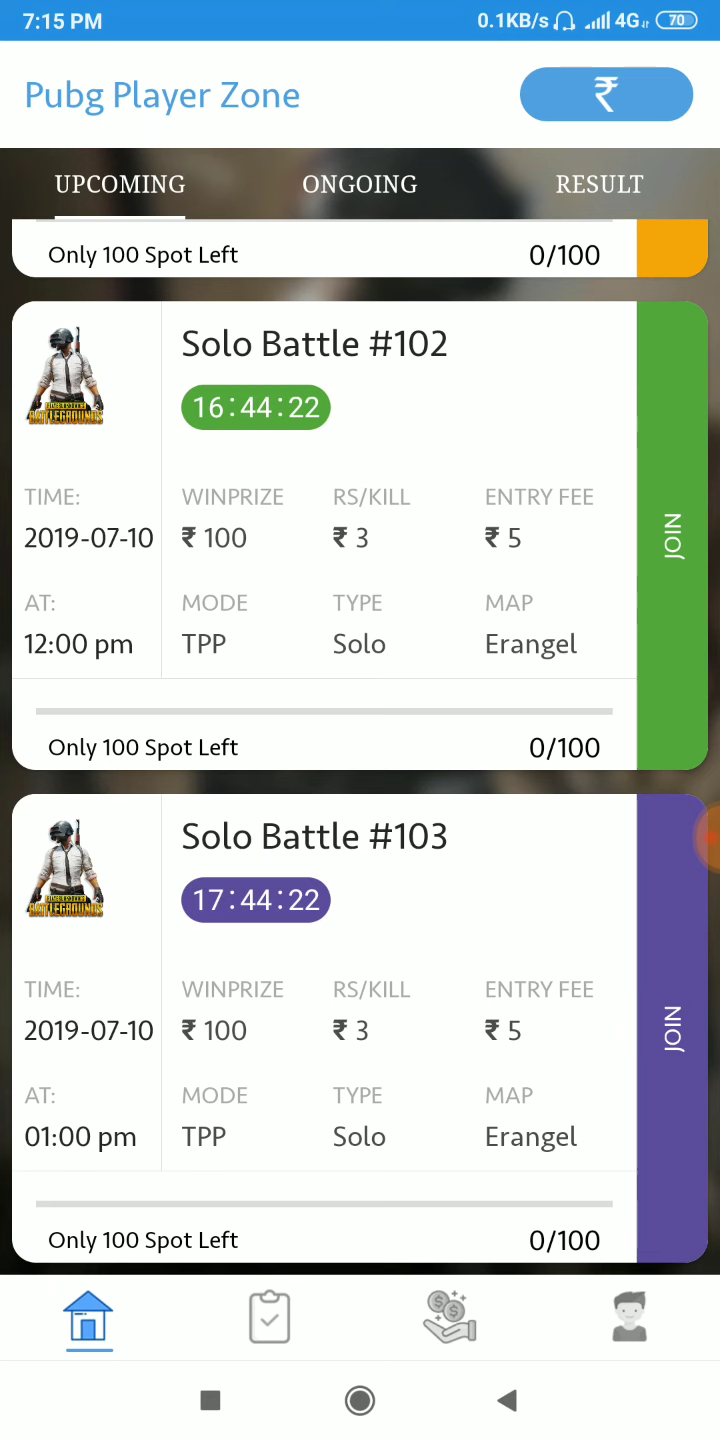 7:15 PM 0.1KB/s 4G 70
Pubg Player Zone ₹
UPCOMING ONGOING RESULT
Only 100 Spot Left 0/100
Solo Battle #102
16:44:22
TIME: WINPRIZE RS/KILL ENTRY FEE
2019-07-10 ₹ 100 ₹ 3 ₹ 5
JOIN
AT: MODE TYPE MAP
12:00 pm TPP Solo Erangel
Only 100 Spot Left 0/100
Solo Battle #103
17:44:22
TIME: WINPRIZE RS/KILL ENTRY FEE
2019-07-10 ₹ 100 ₹ 3 ₹ 5
JOIN
AT: MODE TYPE MAP
01:00 pm TPP Solo Erangel
Only 100 Spot Left 0/100